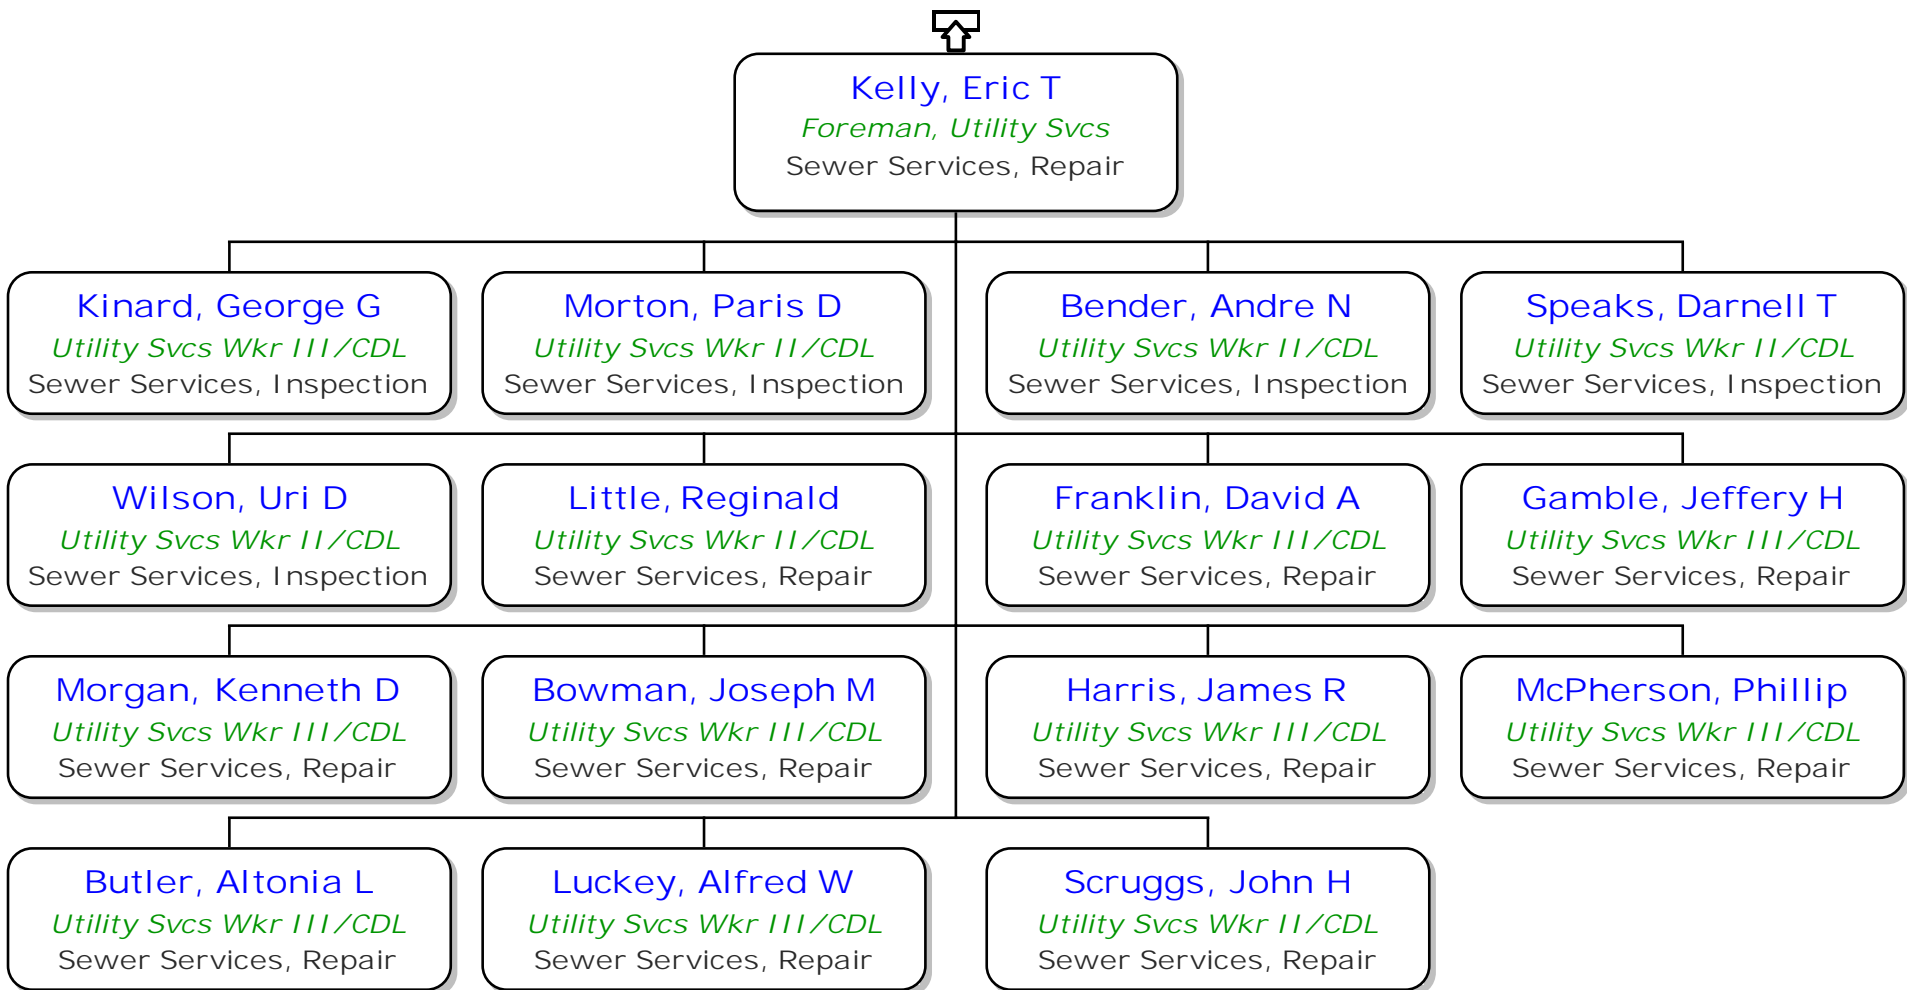 Kelly, Eric T
Foreman, Utility Svcs
Sewer Services, Repair
Kinard, George G
Utility Svcs Wkr III/CDL
Sewer Services, Inspection
Morton, Paris D
Utility Svcs Wkr II/CDL
Sewer Services, Inspection
Bender, Andre N
Utility Svcs Wkr II/CDL
Sewer Services, Inspection
Speaks, Darnell T
Utility Svcs Wkr II/CDL
Sewer Services, Inspection
Wilson, Uri D
Utility Svcs Wkr II/CDL
Sewer Services, Inspection
Little, Reginald
Utility Svcs Wkr II/CDL
Sewer Services, Repair
Franklin, David A
Utility Svcs Wkr III/CDL
Sewer Services, Repair
Gamble, Jeffery H
Utility Svcs Wkr III/CDL
Sewer Services, Repair
Morgan, Kenneth D
Utility Svcs Wkr III/CDL
Sewer Services, Repair
Bowman, Joseph M
Utility Svcs Wkr III/CDL
Sewer Services, Repair
Harris, James R
Utility Svcs Wkr III/CDL
Sewer Services, Repair
McPherson, Phillip
Utility Svcs Wkr III/CDL
Sewer Services, Repair
Butler, Altonia L
Utility Svcs Wkr III/CDL
Sewer Services, Repair
Luckey, Alfred W
Utility Svcs Wkr III/CDL
Sewer Services, Repair
Scruggs, John H
Utility Svcs Wkr II/CDL
Sewer Services, Repair